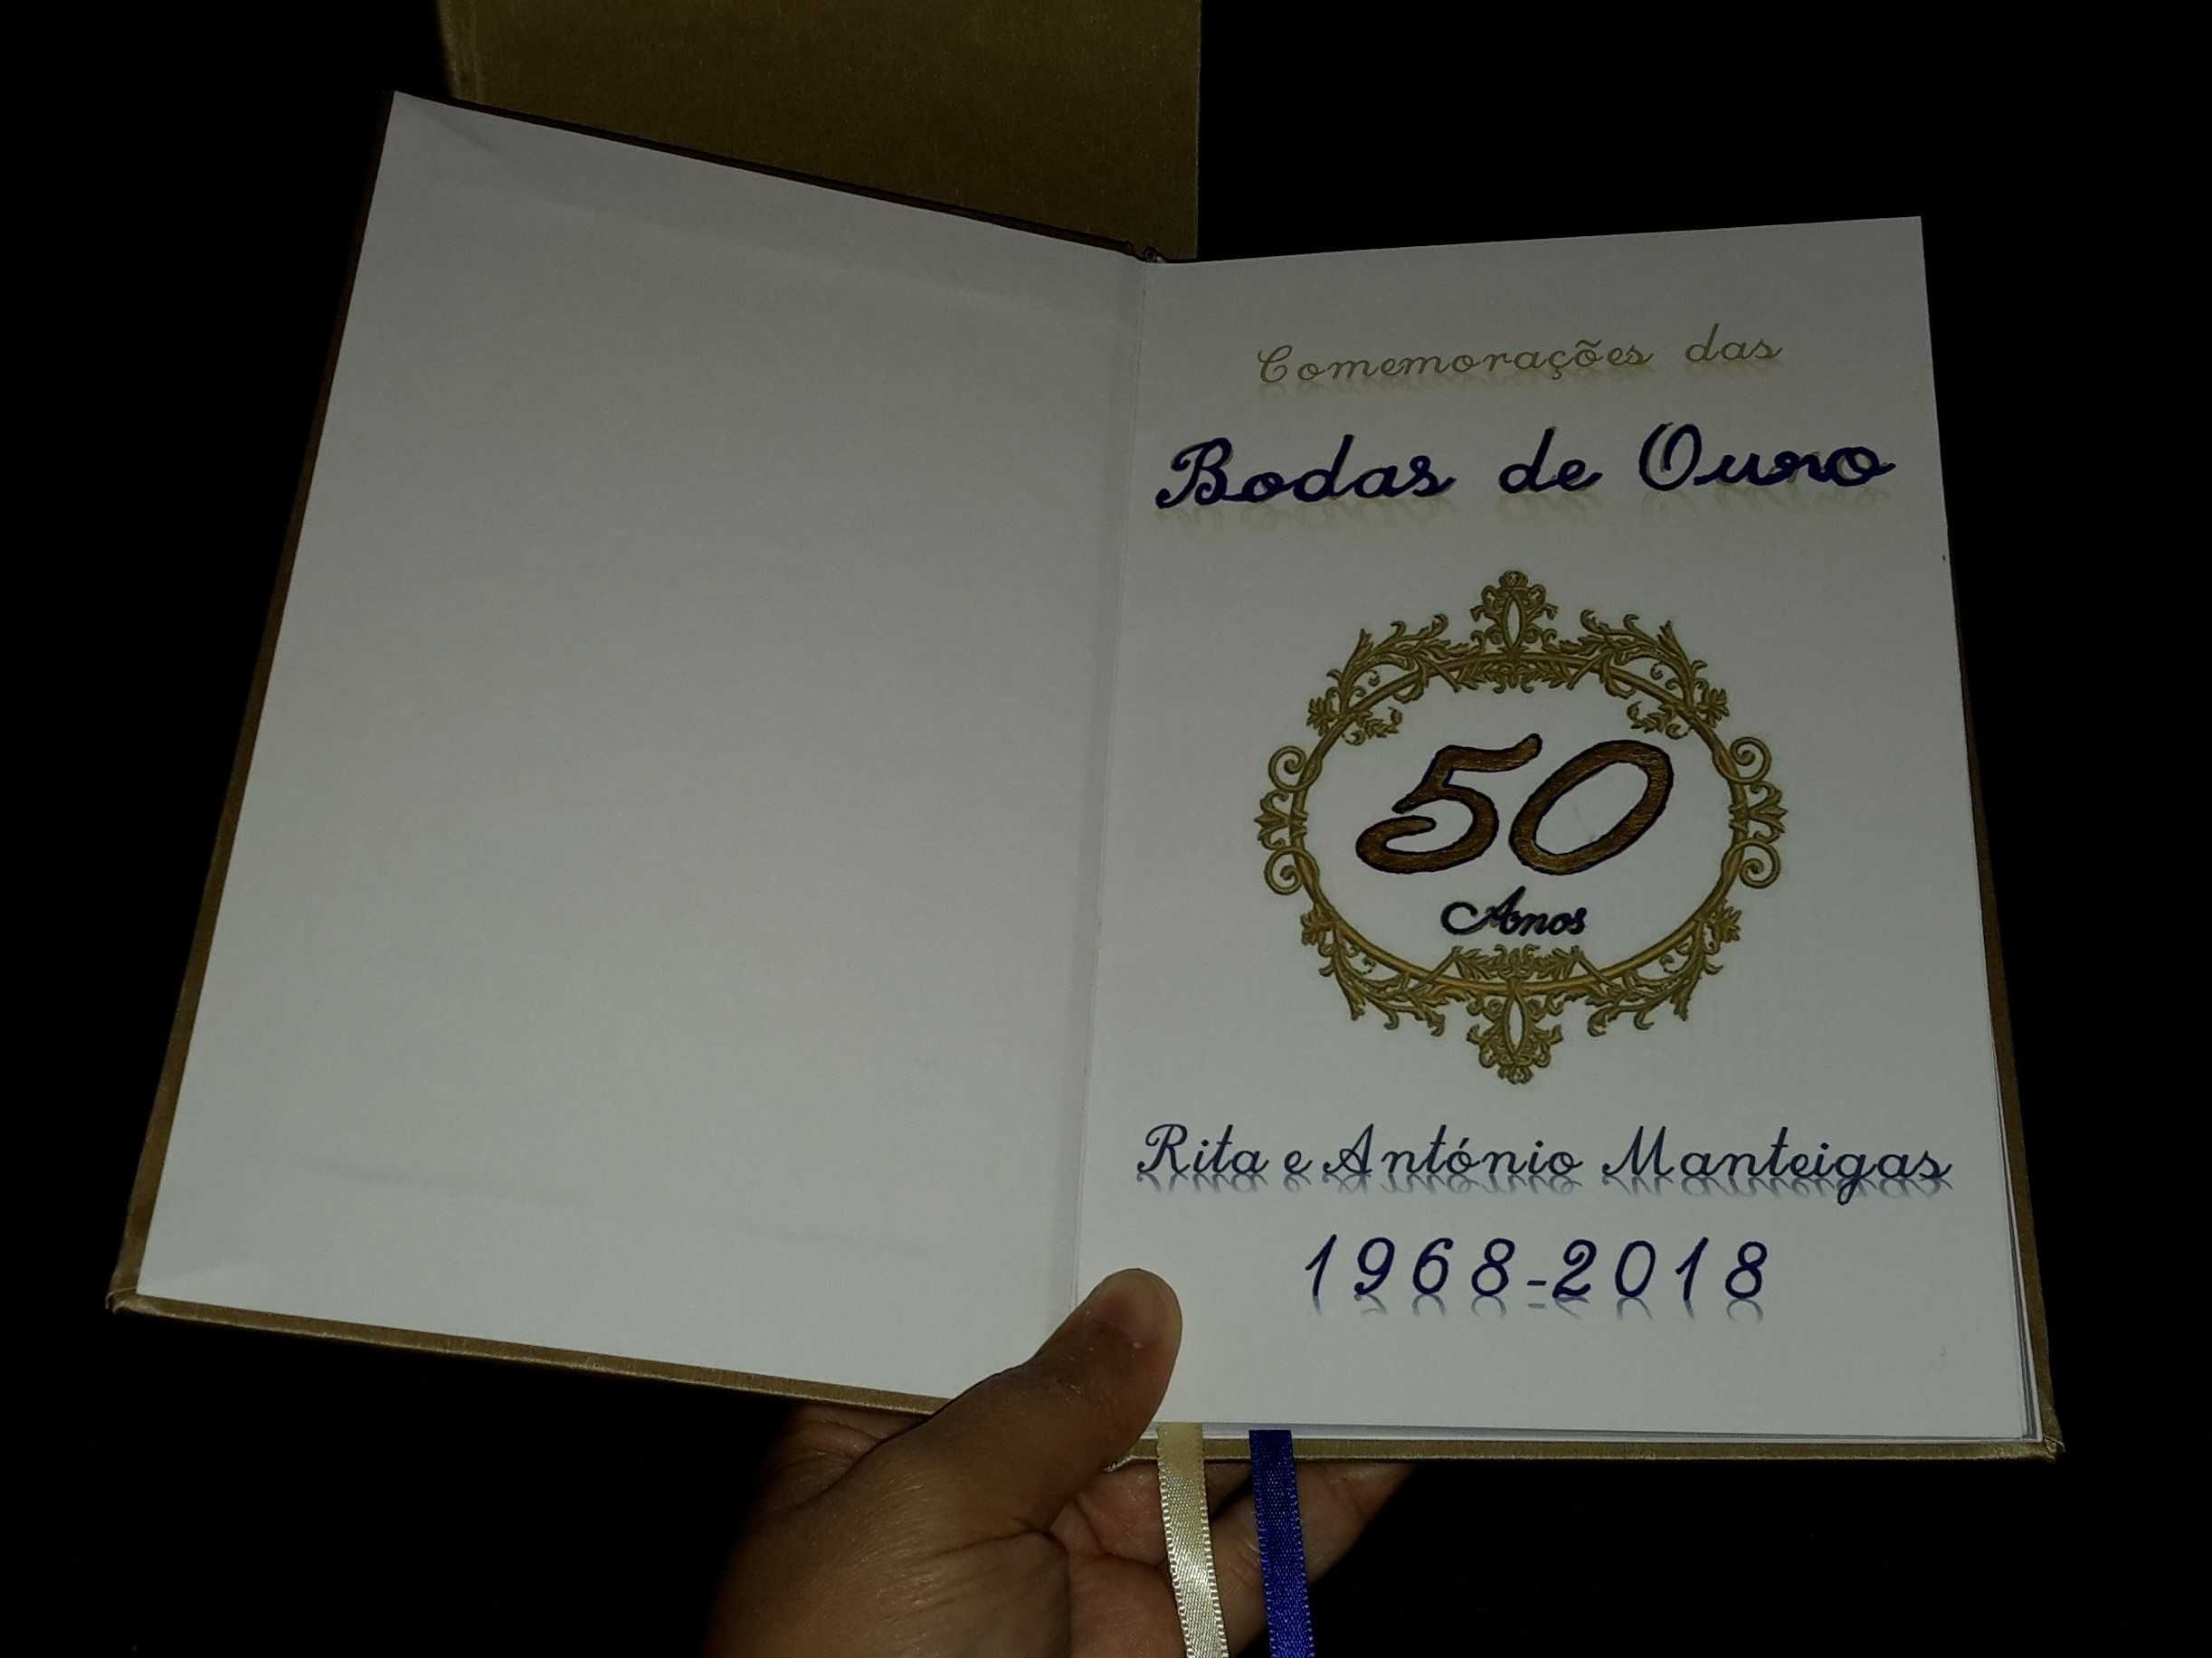 Comemorações das
Bodas de Ouro
50
Anos
Rita e António Manteigas
1968-2018